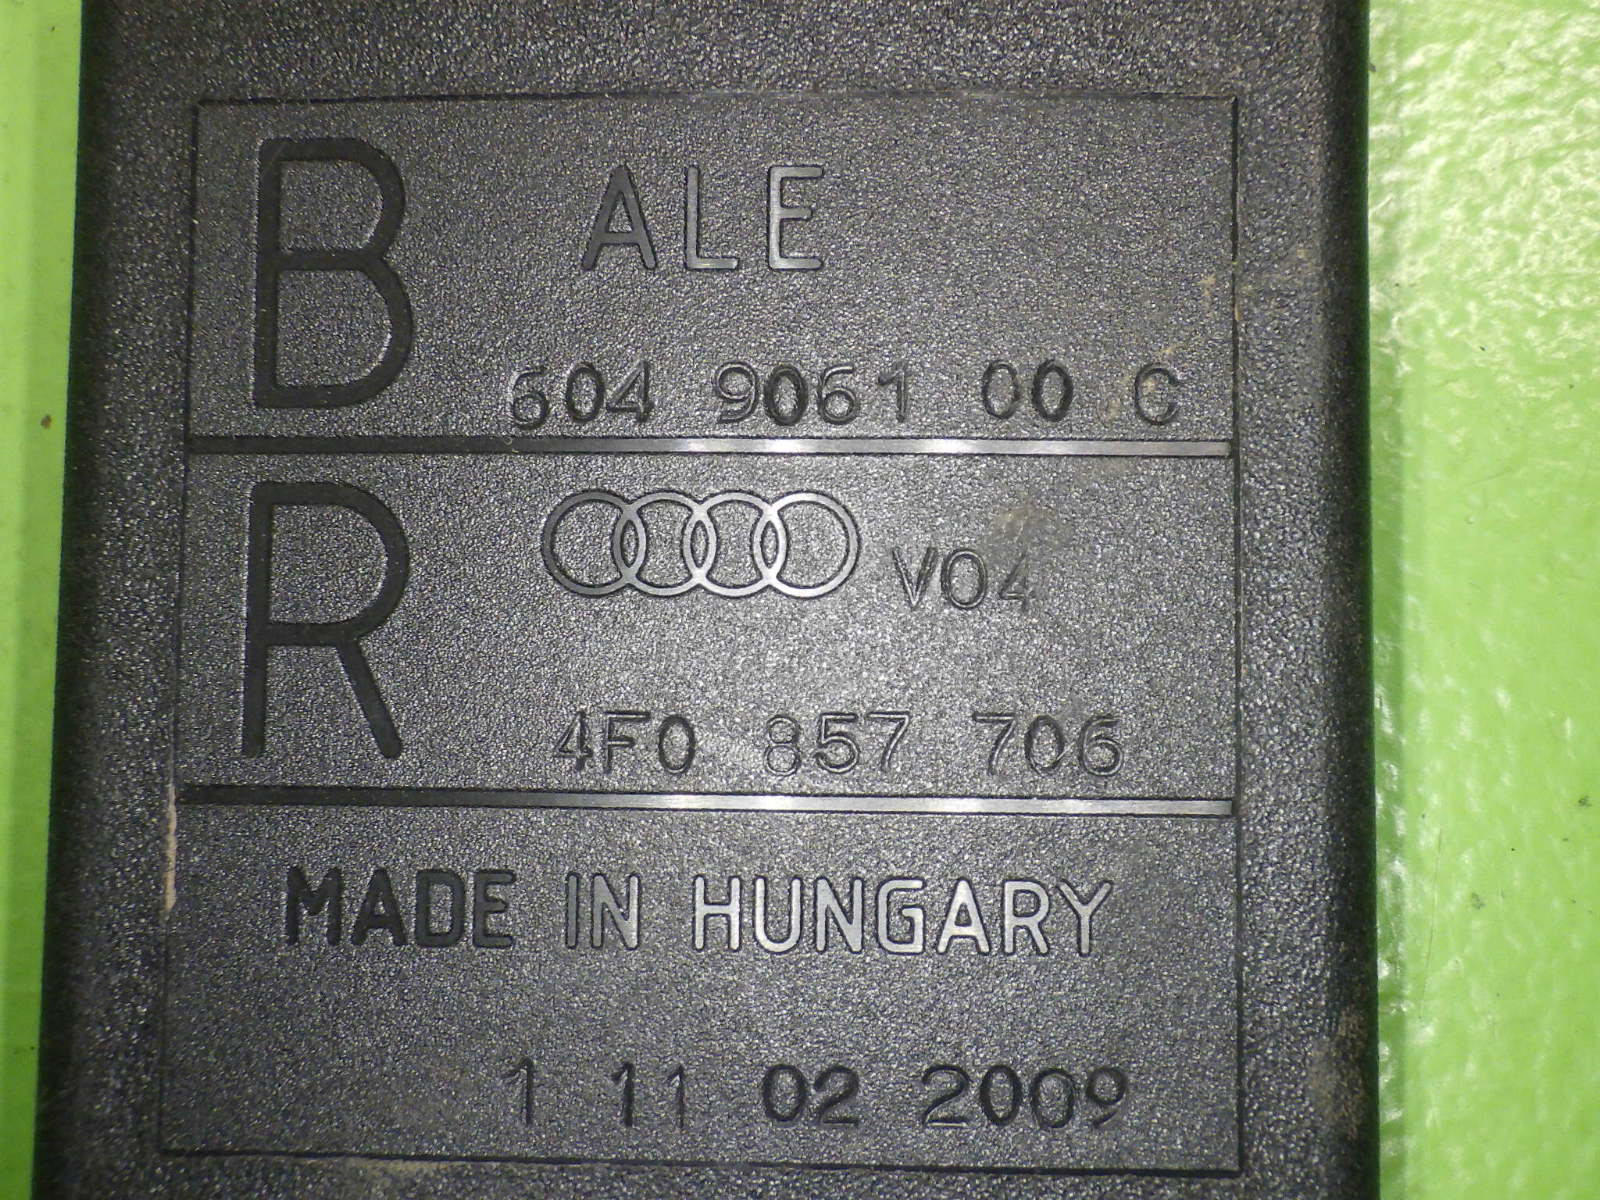 B ALE
604 9061 00 C
R V04
4F0 857 706
MADE IN HUNGARY
1 11 02 2009